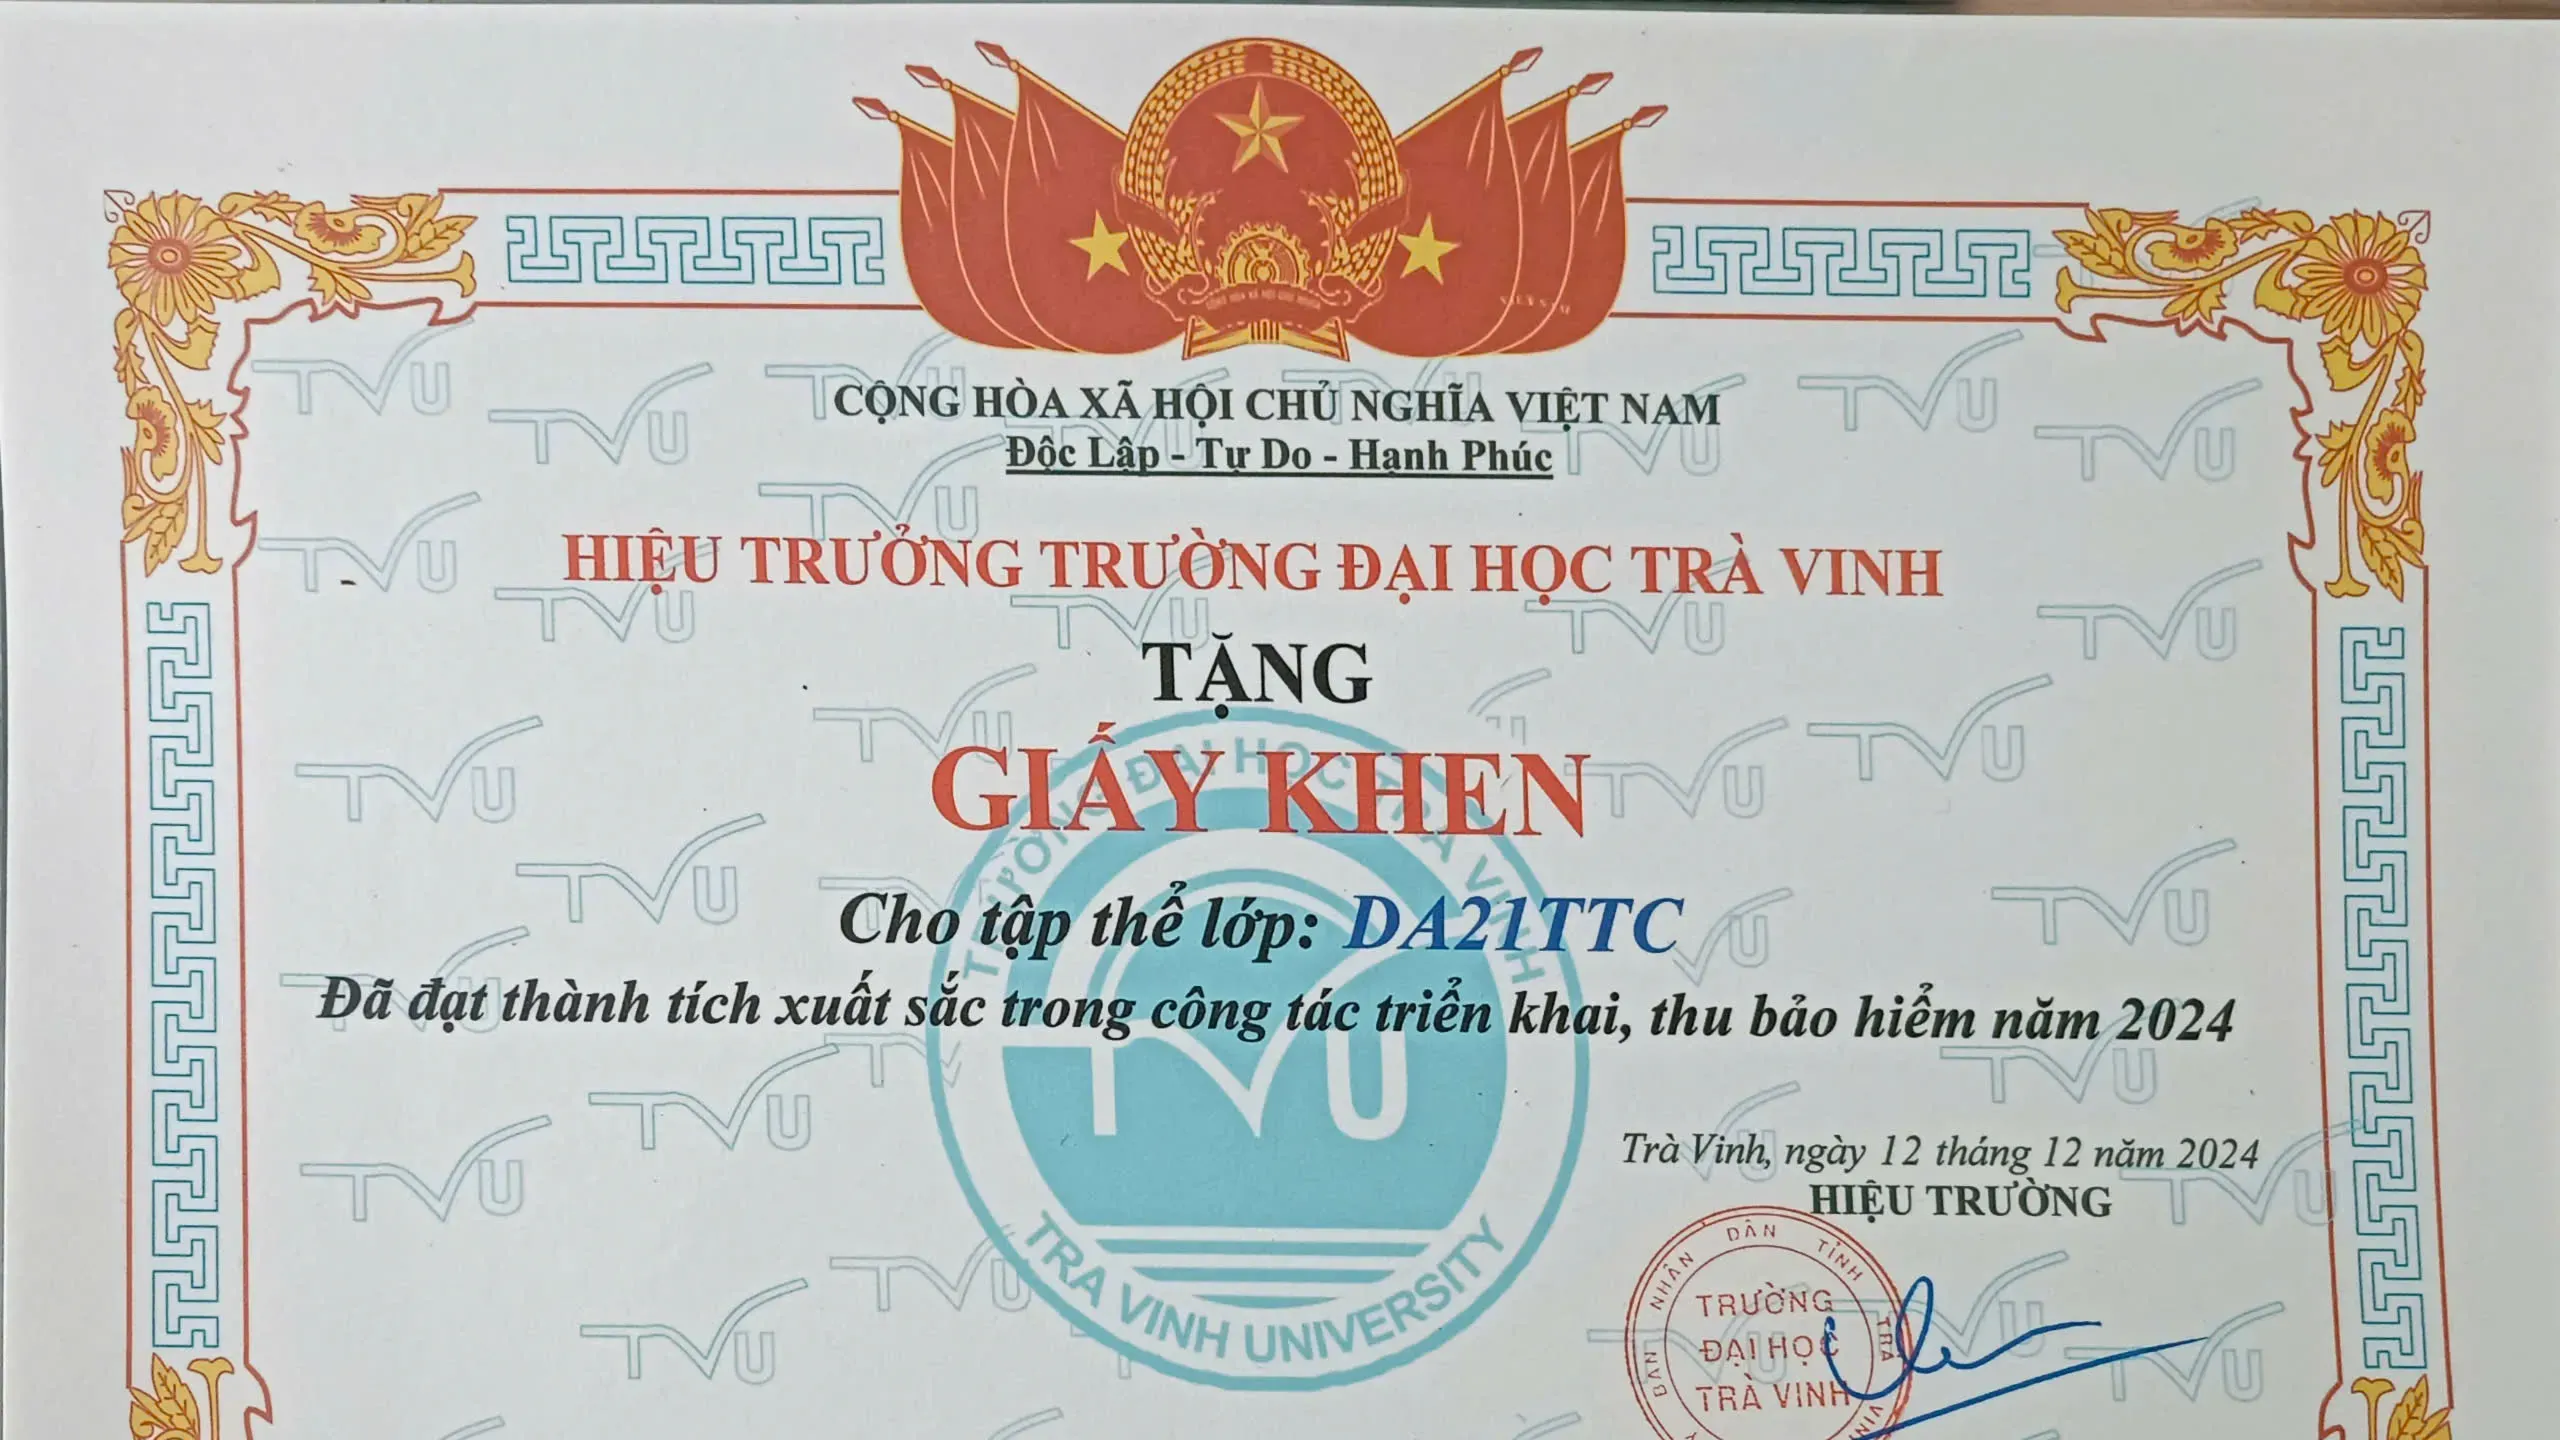 CỘNG HÒA XÃ HỘI CHỦ NGHĨA VIỆT NAM
Độc Lập - Tự Do - Hạnh Phúc
HIỆU TRƯỞNG TRƯỜNG ĐẠI HỌC TRÀ VINH
TẶNG
GIẤY KHEN
Cho tập thể lớp: DA21TTC
Đã đạt thành tích xuất sắc trong công tác triển khai, thu bảo hiểm năm 2024
TRƯỜNG ĐẠI HỌC TRÀ VINH
TVU
TRA VINH UNIVERSITY
Trà Vinh, ngày 12 tháng 12 năm 2024
HIỆU TRƯỜNG
BAN NHÂN DÂN TỈNH TRÀ VINH
TRƯỜNG
ĐẠI HỌC
TRÀ VINH